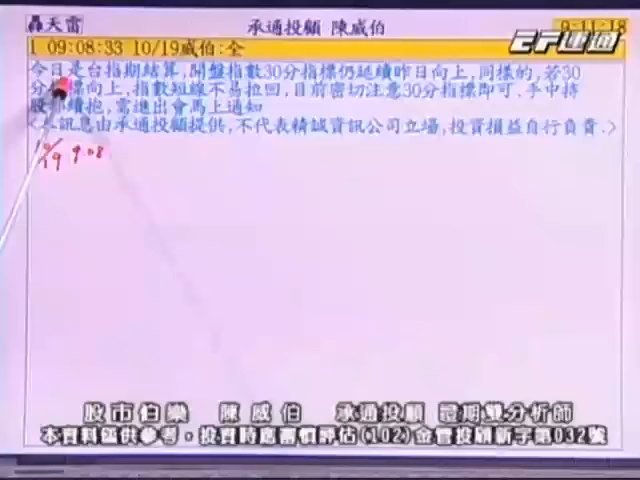 轟天雷 承通投顧 陳威伯 9:11:18
EF建通
1 09:08:33 10/19威伯:全
今日是台指期結算,開盤指數30分指標仍延續昨日向上,同樣的,若30
分 標向上,指數短線不易拉回,目前密切注意30分指標即可,手中持
股 續抱,需進出會馬上通知
<本訊息由承通投顧提供,不代表精誠資訊公司立場,投資損益自行負責.>
10/19 9:08
股市伯樂 陳威伯 承通投顧 證期雙分析師
本資料僅供參考,投資時應審慎評估(102)金管投顧新字第032號